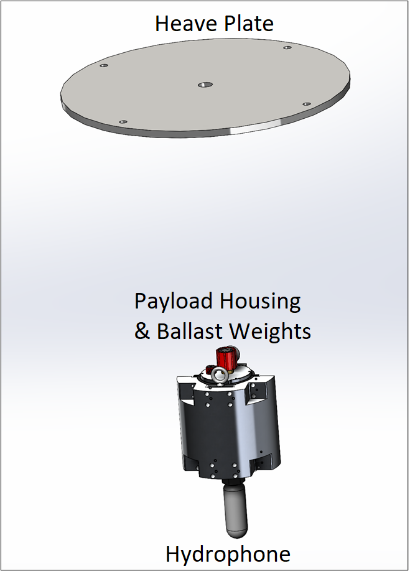 Heave Plate
Payload Housing
& Ballast Weights
Hydrophone